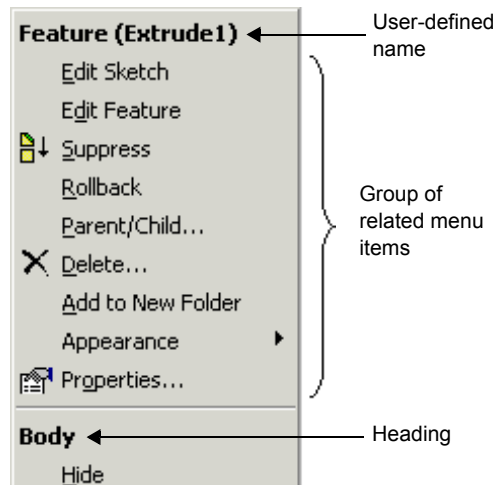 Feature (Extrude1)
User-defined
name
Edit Sketch
Edit Feature
Suppress
Rollback
Parent/Child...
Delete...
Add to New Folder
Appearance
Properties...
Group of
related menu
items
Body
Heading
Hide